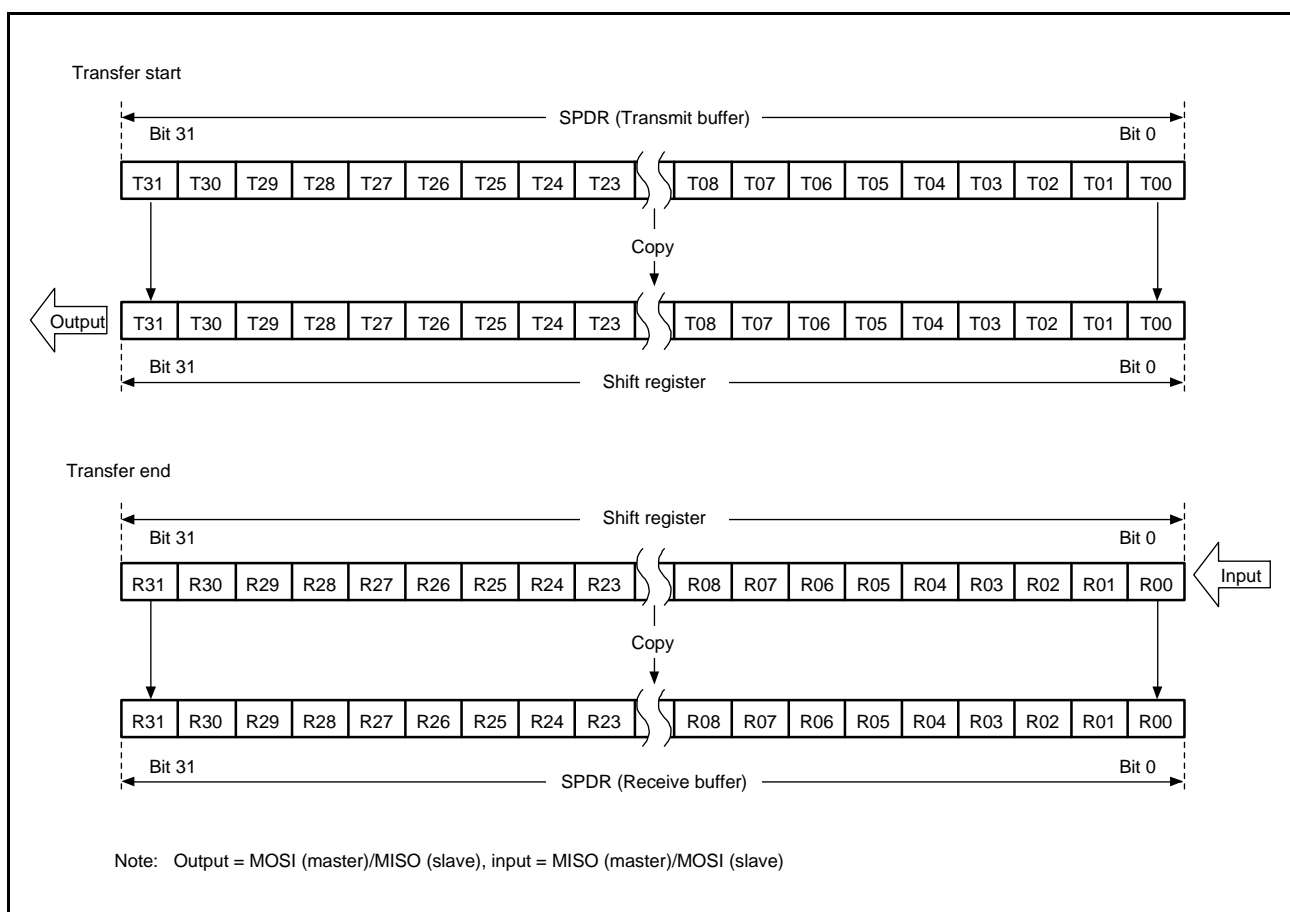 Transfer start
SPDR (Transmit buffer)
Bit 31 Bit 0
T31 T30 T29 T28 T27 T26 T25 T24 T23 T08 T07 T06 T05 T04 T03 T02 T01 T00
Copy
Output T31 T30 T29 T28 T27 T26 T25 T24 T23 T08 T07 T06 T05 T04 T03 T02 T01 T00
Bit 31 Bit 0
Shift register
Transfer end
Shift register
Bit 31 Bit 0
R31 R30 R29 R28 R27 R26 R25 R24 R23 R08 R07 R06 R05 R04 R03 R02 R01 R00 Input
Copy
R31 R30 R29 R28 R27 R26 R25 R24 R23 R08 R07 R06 R05 R04 R03 R02 R01 R00
Bit 31 Bit 0
SPDR (Receive buffer)
Note: Output = MOSI (master)/MISO (slave), input = MISO (master)/MOSI (slave)